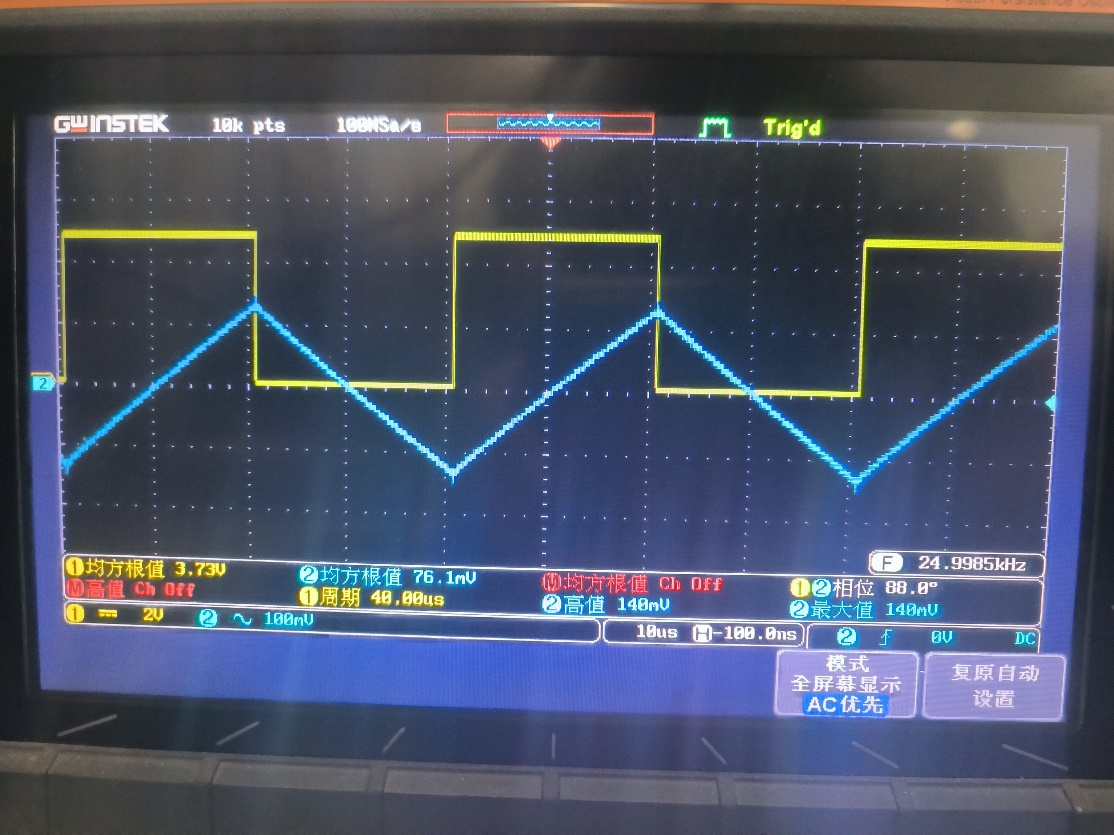 GWINSTEK 10k pts 100MSa/s Trig'd
2
F 24.9985kHz
1 均方根值 3.73V 2 均方根值 76.1mV M 均方根值 Ch Off 1 2 相位 88.0°
M 高值 Ch Off 1 周期 40.00us 2 高值 140mV 2 最大值 140mV
1 2V 2 100mV 10us H -100.0ns 2 0V DC
模式
全屏幕显示
AC优先
复原自动
设置